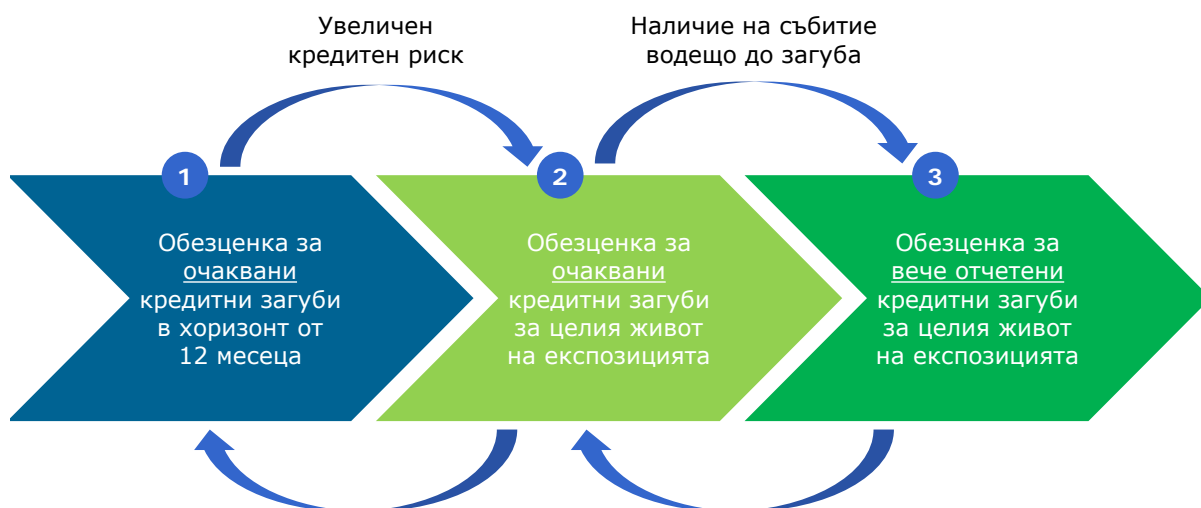 Увеличен
кредитен риск
Наличие на събитие
водещо до загуба
1
Обезценка за
очаквани
кредитни загуби
в хоризонт от
12 месеца
2
Обезценка за
очаквани
кредитни загуби
за целия живот
на експозицията
3
Обезценка за
вече отчетени
кредитни загуби
за целия живот
на експозицията